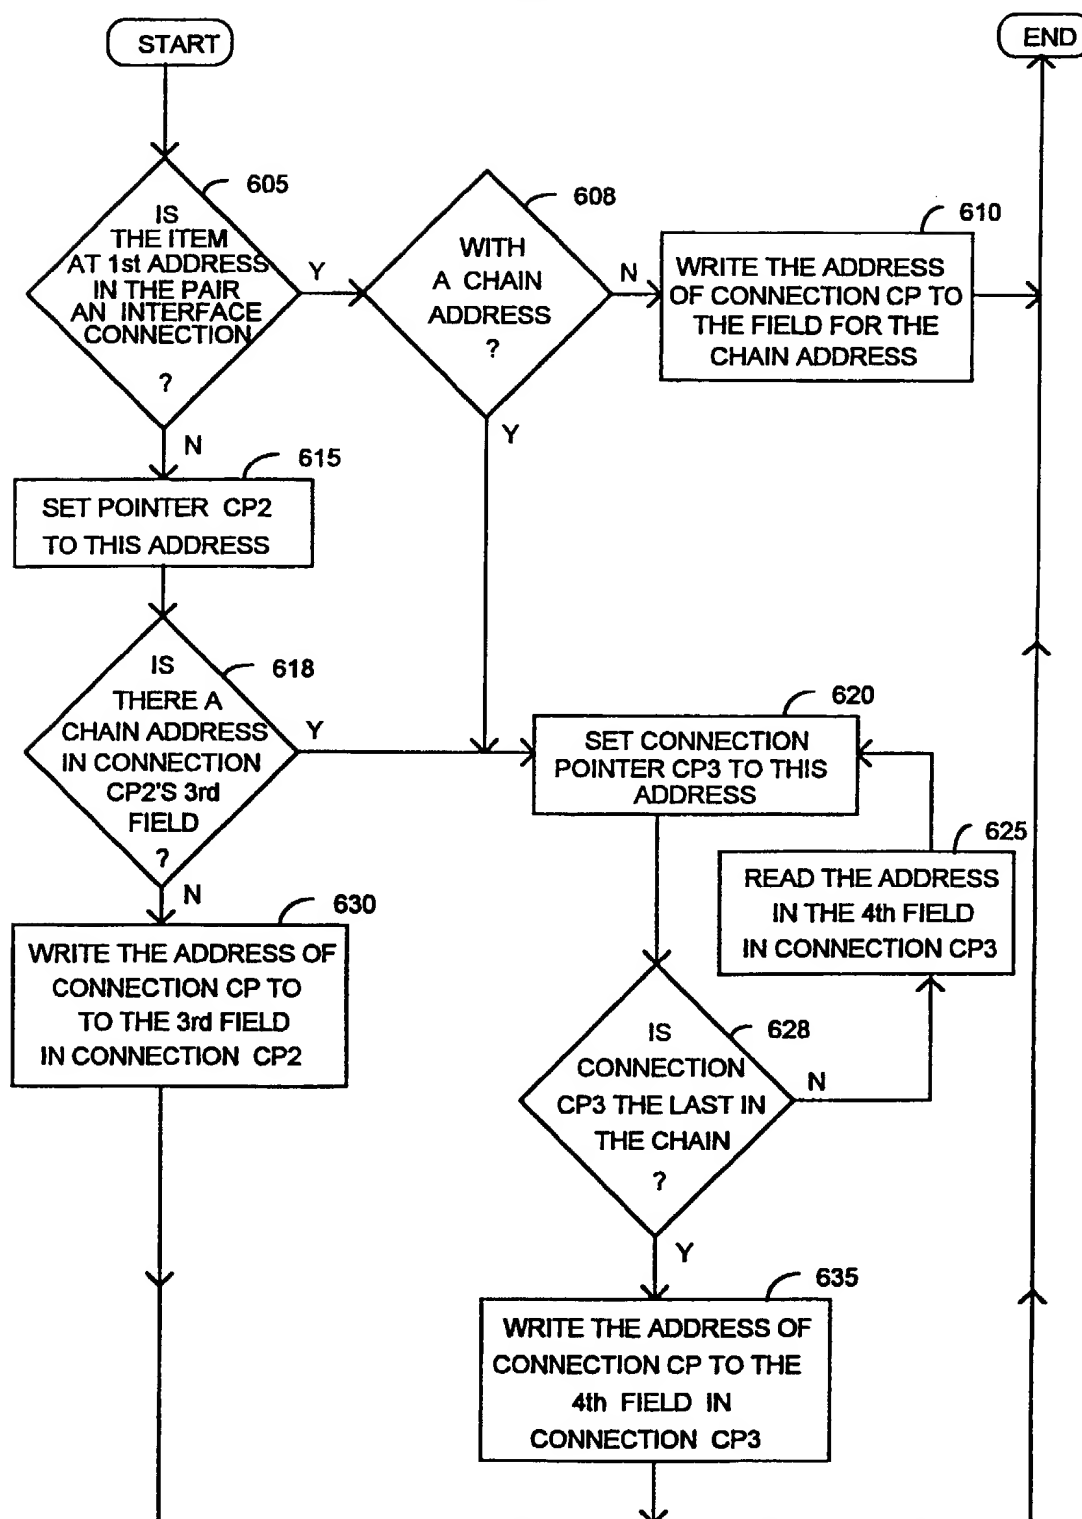 START
END
605
IS
THE ITEM
AT 1st ADDRESS
IN THE PAIR
AN INTERFACE
CONNECTION
?
Y
N
608
WITH
A CHAIN
ADDRESS
?
N
Y
610
WRITE THE ADDRESS
OF CONNECTION CP TO
THE FIELD FOR THE
CHAIN ADDRESS
615
SET POINTER CP2
TO THIS ADDRESS
618
IS
THERE A
CHAIN ADDRESS
IN CONNECTION
CP2'S 3rd
FIELD
?
Y
N
620
SET CONNECTION
POINTER CP3 TO THIS
ADDRESS
625
READ THE ADDRESS
IN THE 4th FIELD
IN CONNECTION CP3
630
WRITE THE ADDRESS OF
CONNECTION CP TO
TO THE 3rd FIELD
IN CONNECTION CP2
628
IS
CONNECTION
CP3 THE LAST IN
THE CHAIN
?
N
Y
635
WRITE THE ADDRESS OF
CONNECTION CP TO THE
4th FIELD IN
CONNECTION CP3